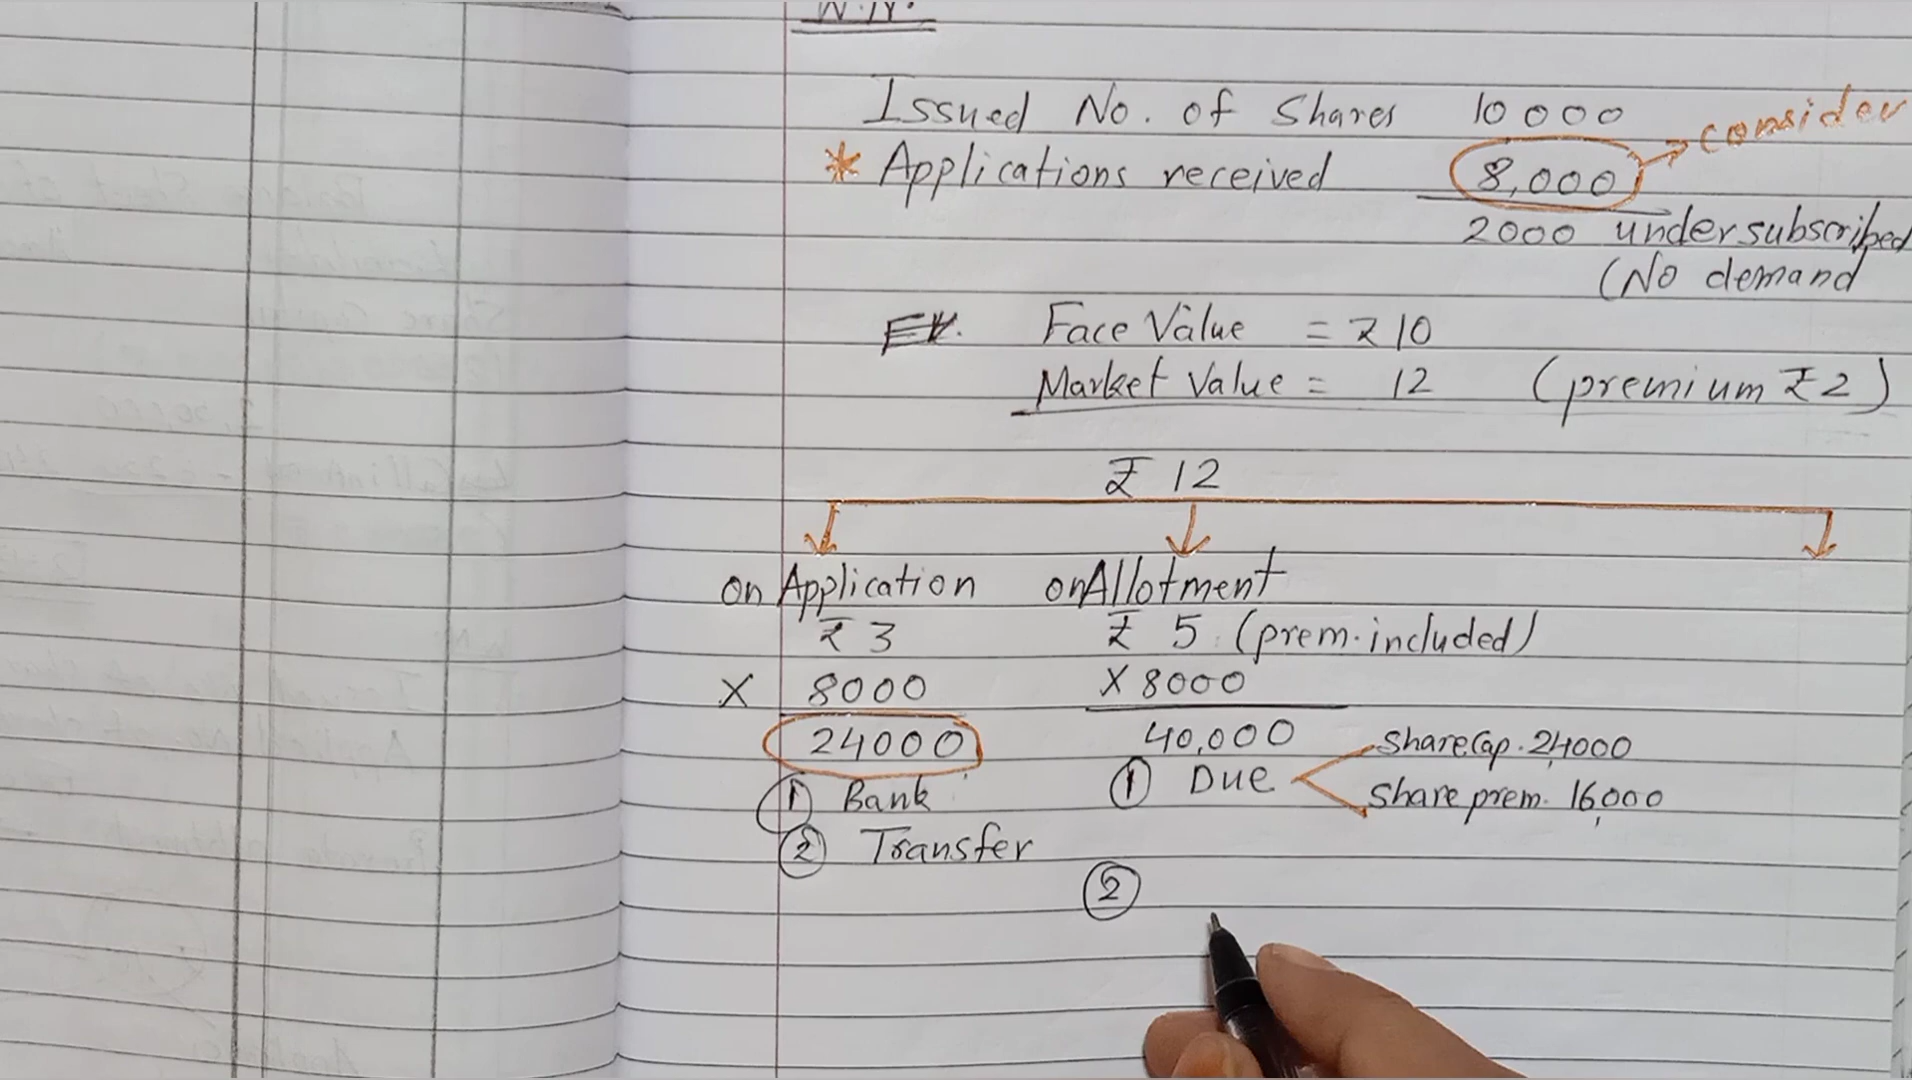 W.N.
Issued No. of Shares 10000
* Applications received 8,000 → consider
2000 undersubscribed
(No demand
Face Value = ₹10
Market Value = 12 (premium ₹2)
₹ 12
on Application on Allotment
₹ 3 ₹ 5 (prem. included)
X 8000 X 8000
24000 40,000 Share Cap. 24000
① Bank ① Due Share prem. 16,000
② Transfer
②